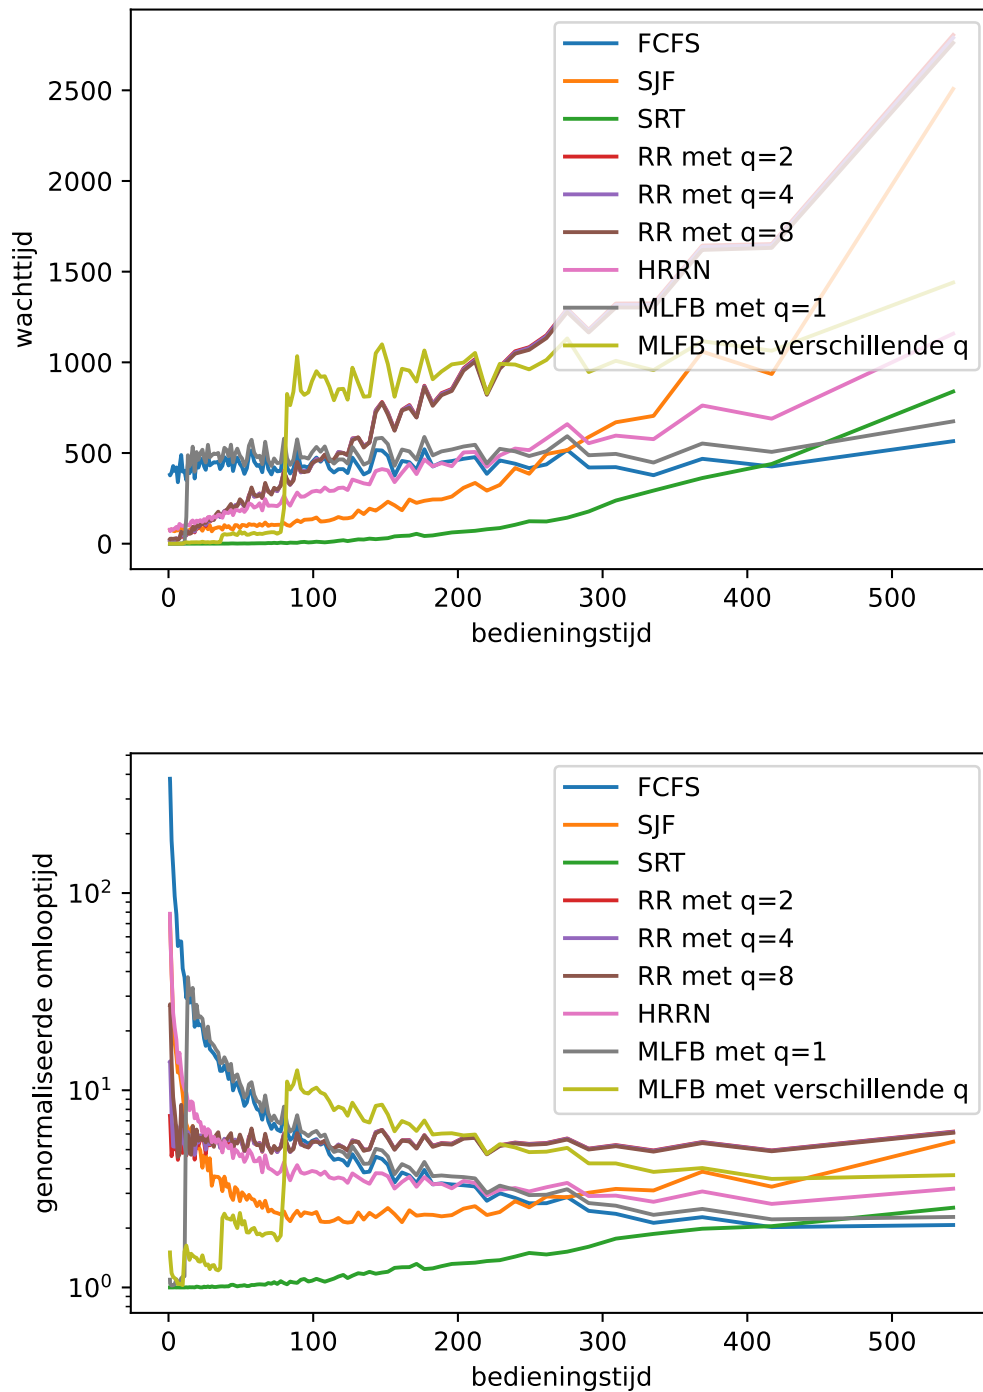 FCFS
SJF
SRT
RR met q=2
RR met q=4
RR met q=8
HRRN
MLFB met q=1
MLFB met verschillende q
2500
2000
1500
1000
500
0
wachttijd
0 100 200 300 400 500
bedieningstijd
FCFS
SJF
SRT
RR met q=2
RR met q=4
RR met q=8
HRRN
MLFB met q=1
MLFB met verschillende q
10²
10¹
10⁰
genormaliseerde omlooptijd
0 100 200 300 400 500
bedieningstijd